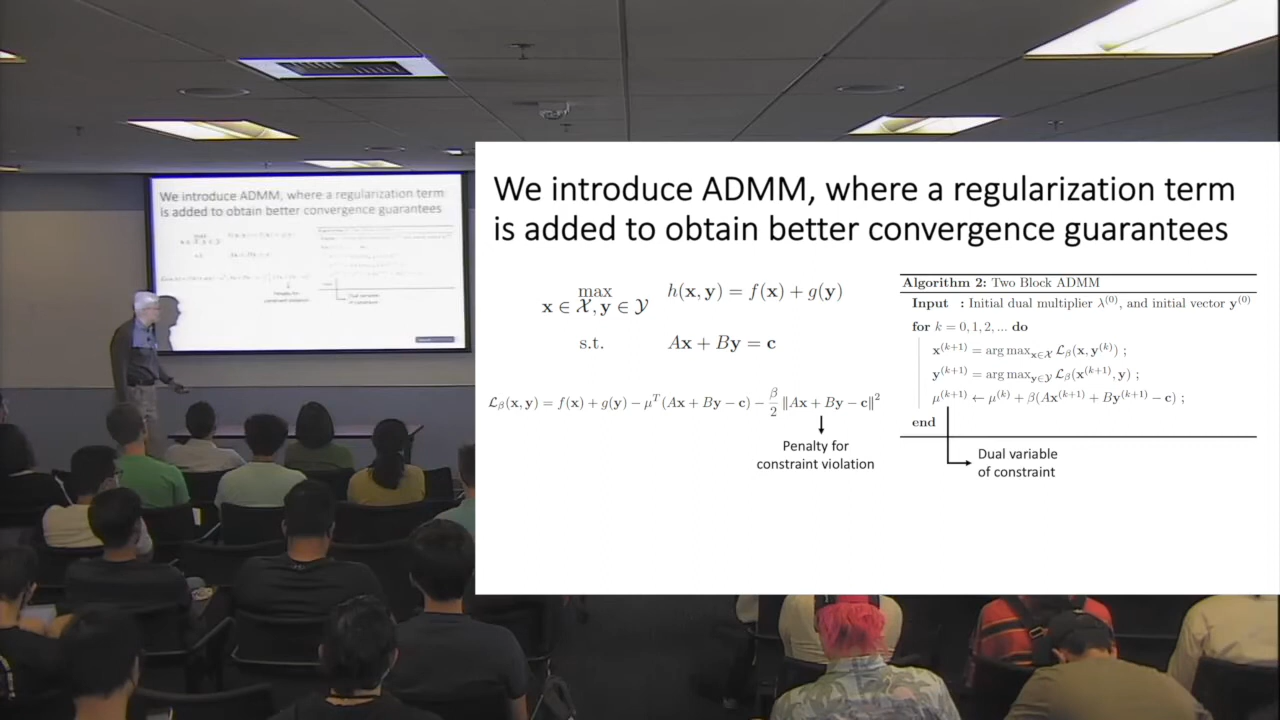 We introduce ADMM, where a regularization term
is added to obtain better convergence guarantees
max h(x, y) = f(x) + g(y)
x ∈ 𝒳, y ∈ 𝒴
s.t. Ax + By = c
ℒ_β(x, y) = f(x) + g(y) − μ^T(Ax + By − c) − β/2 ‖Ax + By − c‖²
Penalty for
constraint violation
Algorithm 2: Two Block ADMM
Input : Initial dual multiplier λ^(0), and initial vector y^(0)
for k = 0, 1, 2, ... do
x^(k+1) = arg max_{x∈𝒳} ℒ_β(x, y^(k)) ;
y^(k+1) = arg max_{y∈𝒴} ℒ_β(x^(k+1), y) ;
μ^(k+1) ← μ^(k) + β(Ax^(k+1) + By^(k+1) − c) ;
end
Dual variable
of constraint
We introduce ADMM, where a regularization term
is added to obtain better convergence guarantees
Penalty for
constraint violation
Dual variable
of constraint